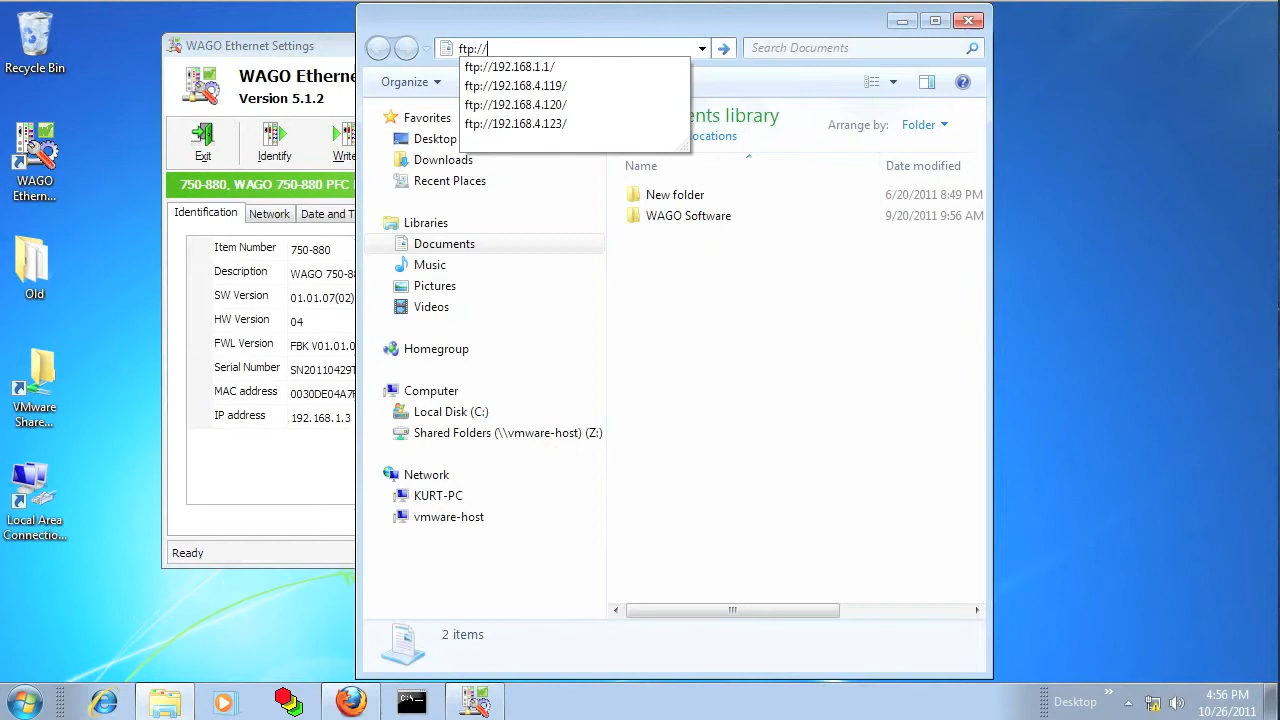 Recycle Bin
WAGO
Ethern...
Old
VMware
Share...
Local Area
Connectio...
WAGO Ethernet Settings
WAGO Etherne
Version 5.1.2
Exit
Identify
Write
750-880, WAGO 750-880 PFC
Identification
Network
Date and T
Item Number
750-880
Description
WAGO 750-88
SW Version
01.01.07(02)
HW Version
04
FWL Version
FBK V01.01.0
Serial Number
SN20110429T
MAC address
0030DE04A7F
IP address
192.168.1.3
Ready
ftp://
Search Documents
ftp://192.168.1.1/
ftp://192.168.4.119/
ftp://192.168.4.120/
ftp://192.168.4.123/
Organize
ents library
ocations
Arrange by:
Folder
Name
Date modified
New folder
6/20/2011 8:49 PM
WAGO Software
9/20/2011 9:56 AM
Favorites
Desktop
Downloads
Recent Places
Libraries
Documents
Music
Pictures
Videos
Homegroup
Computer
Local Disk (C:)
Shared Folders (\\vmware-host) (Z:)
Network
KURT-PC
vmware-host
2 items
C:\.
Desktop
»
4:56 PM
10/26/2011